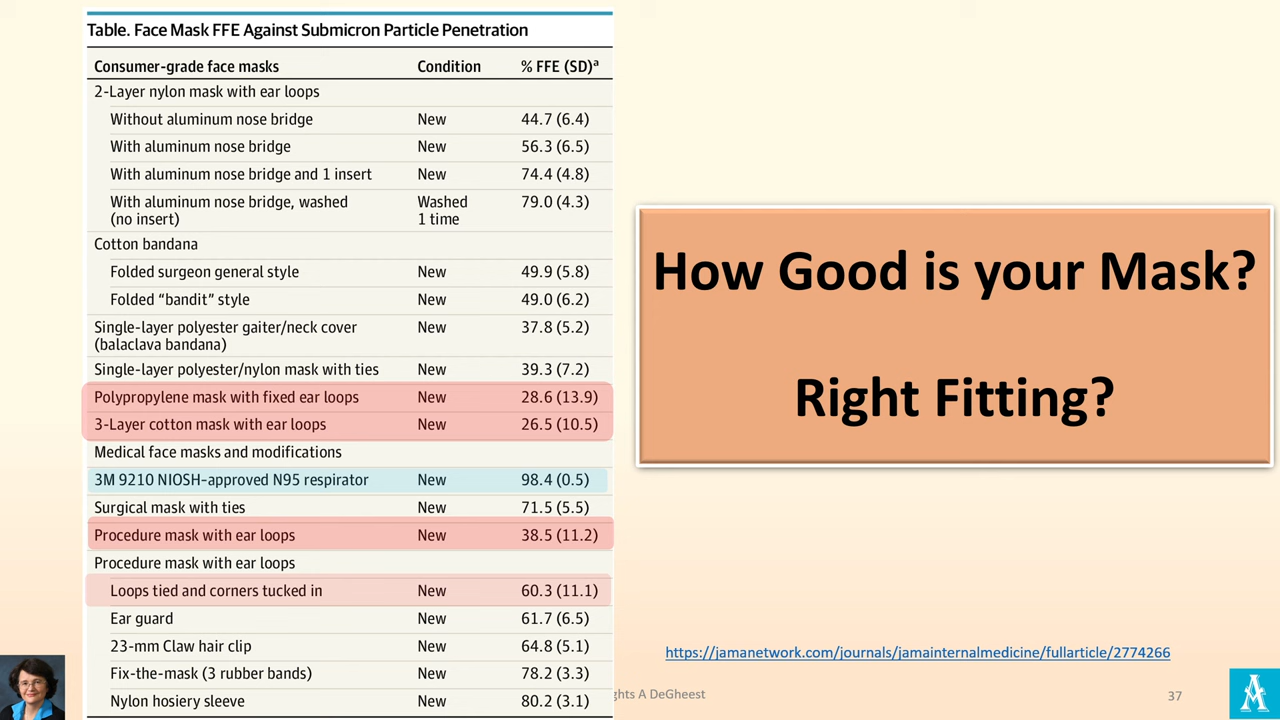 Table. Face Mask FFE Against Submicron Particle Penetration
Consumer-grade face masks Condition % FFE (SD)ᵃ
2-Layer nylon mask with ear loops
Without aluminum nose bridge New 44.7 (6.4)
With aluminum nose bridge New 56.3 (6.5)
With aluminum nose bridge and 1 insert New 74.4 (4.8)
With aluminum nose bridge, washed Washed 79.0 (4.3)
(no insert) 1 time
Cotton bandana
Folded surgeon general style New 49.9 (5.8)
Folded “bandit” style New 49.0 (6.2)
Single-layer polyester gaiter/neck cover New 37.8 (5.2)
(balaclava bandana)
Single-layer polyester/nylon mask with ties New 39.3 (7.2)
Polypropylene mask with fixed ear loops New 28.6 (13.9)
3-Layer cotton mask with ear loops New 26.5 (10.5)
Medical face masks and modifications
3M 9210 NIOSH-approved N95 respirator New 98.4 (0.5)
Surgical mask with ties New 71.5 (5.5)
Procedure mask with ear loops New 38.5 (11.2)
Procedure mask with ear loops
Loops tied and corners tucked in New 60.3 (11.1)
Ear guard New 61.7 (6.5)
23-mm Claw hair clip New 64.8 (5.1)
Fix-the-mask (3 rubber bands) New 78.2 (3.3)
Nylon hosiery sleeve New 80.2 (3.1)
How Good is your Mask?
Right Fitting?
https://jamanetwork.com/journals/jamainternalmedicine/fullarticle/2774266
ghts A DeGheest
37